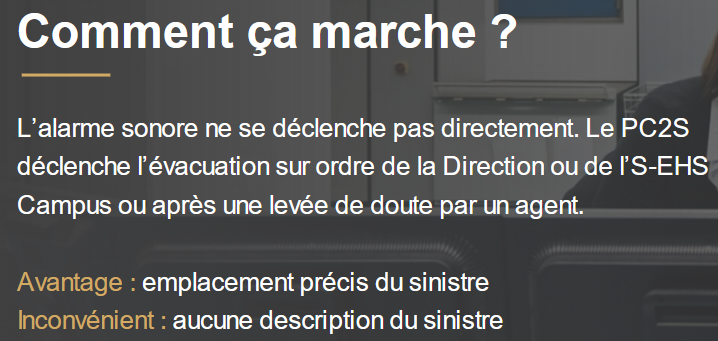 Comment ça marche ?
L'alarme sonore ne se déclenche pas directement. Le PC2S
déclenche l'évacuation sur ordre de la Direction ou de l'S-EHS
Campus ou après une levée de doute par un agent.
Avantage : emplacement précis du sinistre
Inconvénient : aucune description du sinistre